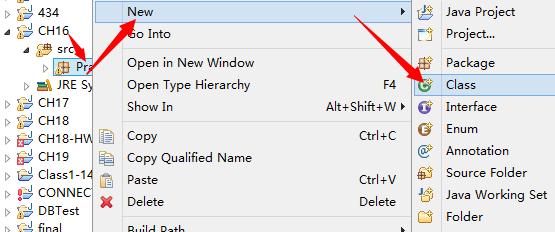 434
CH16
src
Pra
JRE Sy
CH17
CH18
CH18-HW
CH19
Class1-14
CONNECT
DBTest
final
New
Go Into
Open in New Window
Open Type Hierarchy F4
Show In Alt+Shift+W
Copy Ctrl+C
Copy Qualified Name
Paste Ctrl+V
Delete Delete
Build Path
Java Project
Project...
Package
Class
Interface
Enum
Annotation
Source Folder
Java Working Set
Folder